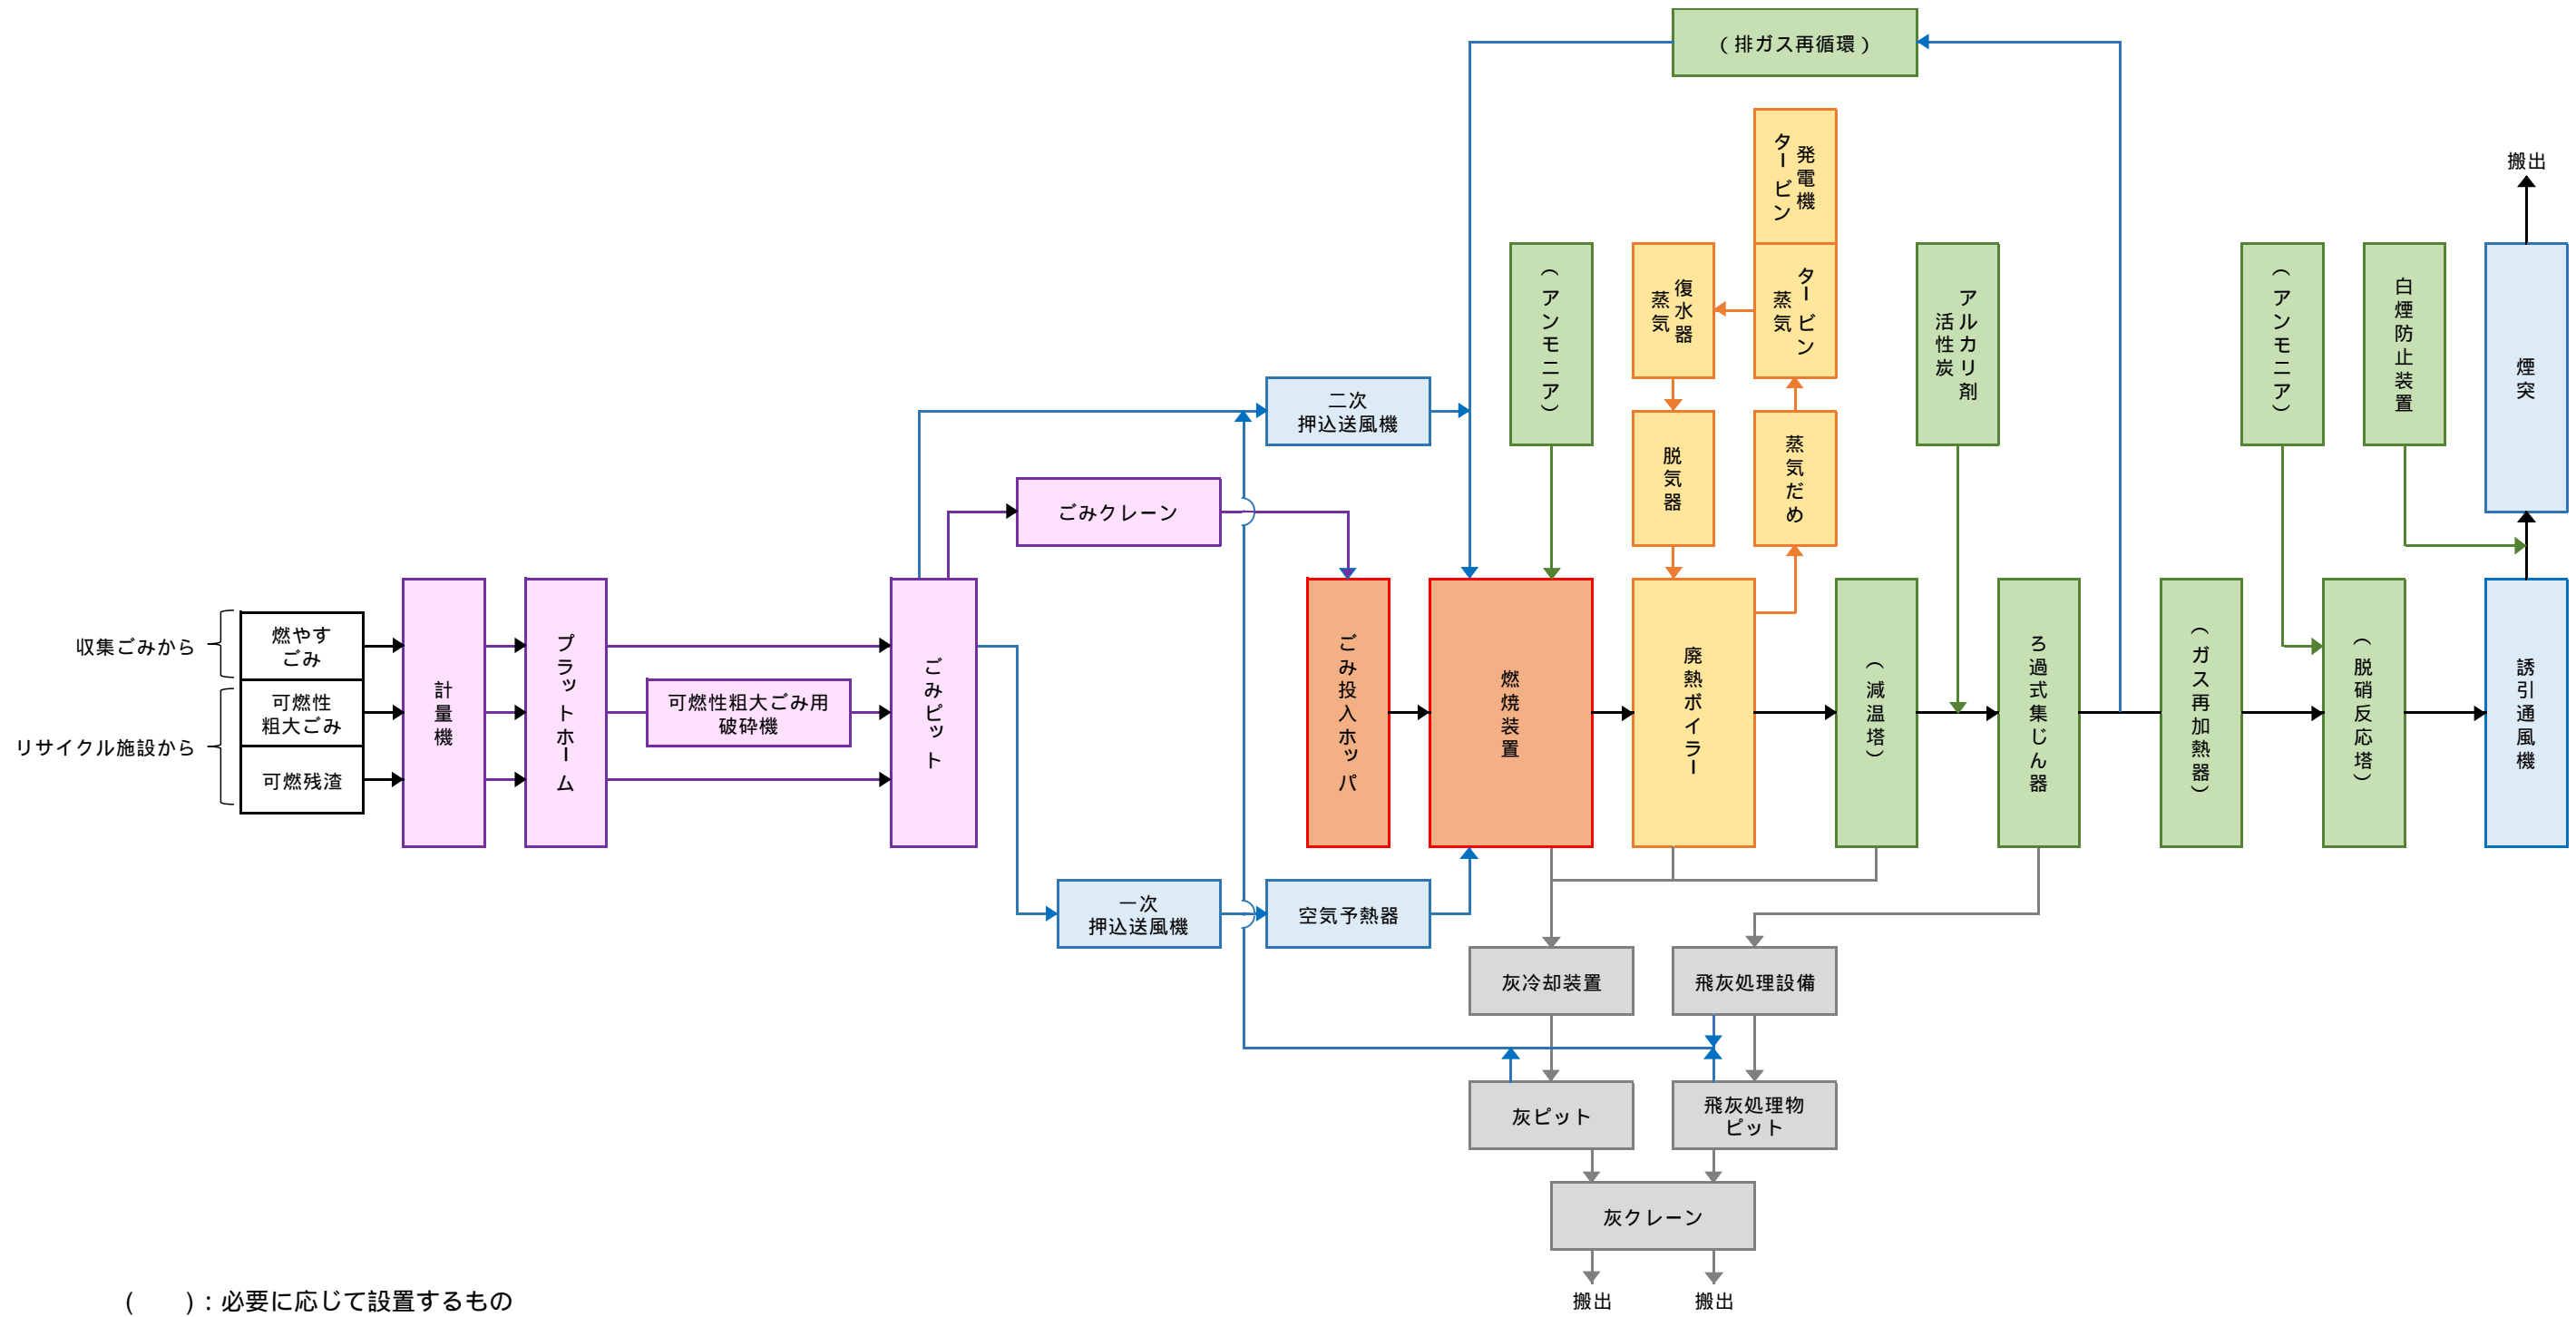 （排ガス再循環）
搬出
発電機
タービン
（アンモニア）
復水器
蒸気
タービン
蒸気
アルカリ剤
活性炭
（アンモニア）
白煙防止装置
煙突
二次
押込送風機
脱気器
蒸気だめ
ごみクレーン
収集ごみから
リサイクル施設から
燃やす
ごみ
可燃性
粗大ごみ
可燃残渣
計量機
プラットホーム
可燃性粗大ごみ用
破砕機
ごみピット
ごみ投入ホッパ
燃焼装置
廃熱ボイラー
（減温塔）
ろ過式集じん器
（ガス再加熱器）
（脱硝反応塔）
誘引通風機
一次
押込送風機
空気予熱器
灰冷却装置
飛灰処理設備
灰ピット
飛灰処理物
ピット
灰クレーン
搬出
搬出
（　　）：必要に応じて設置するもの